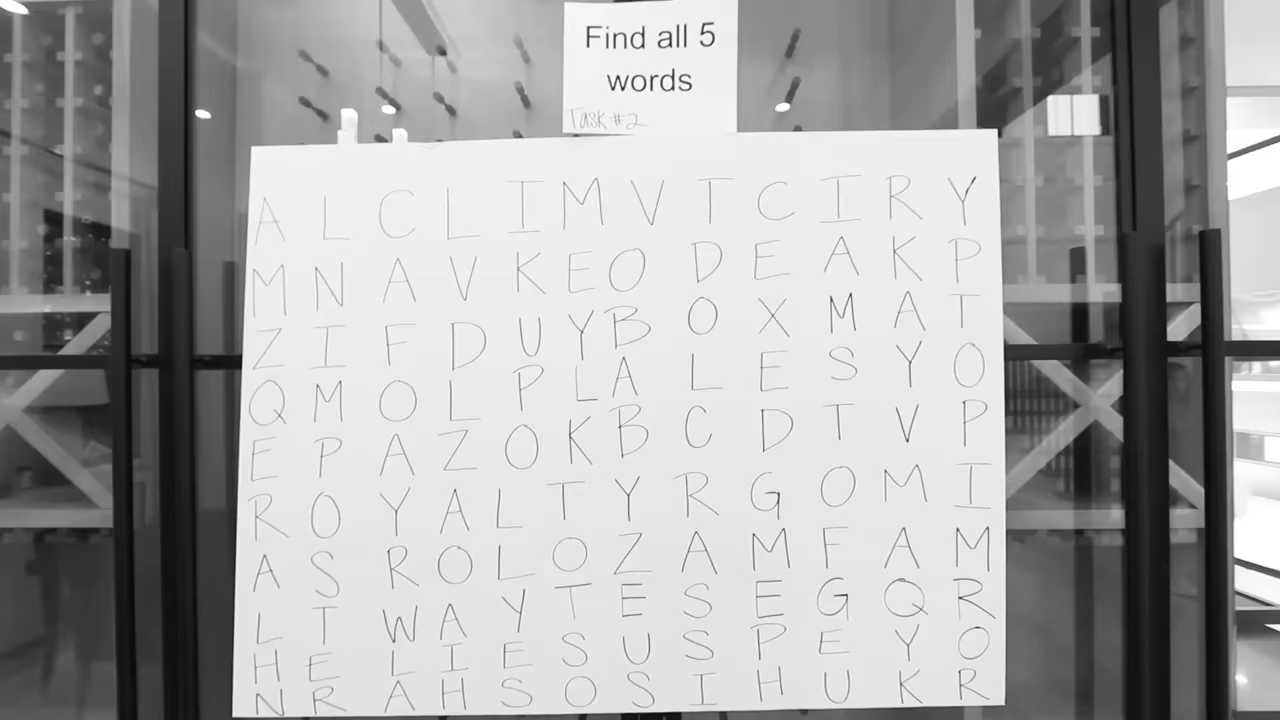 Find all 5
words
Task #2
A L C L I M V T C I R Y
M N A V K E O D E A K P
Z I F D U Y B O X M A T
Q M O L P L A L E S Y O
E P A Z O K B C D T V P
R O Y A L T Y R G O M I
A S R O L O Z A M F A M
L T W A Y T E S E G Q R
H E L I E S U S P E Y O
N R A H S O S I H U K R